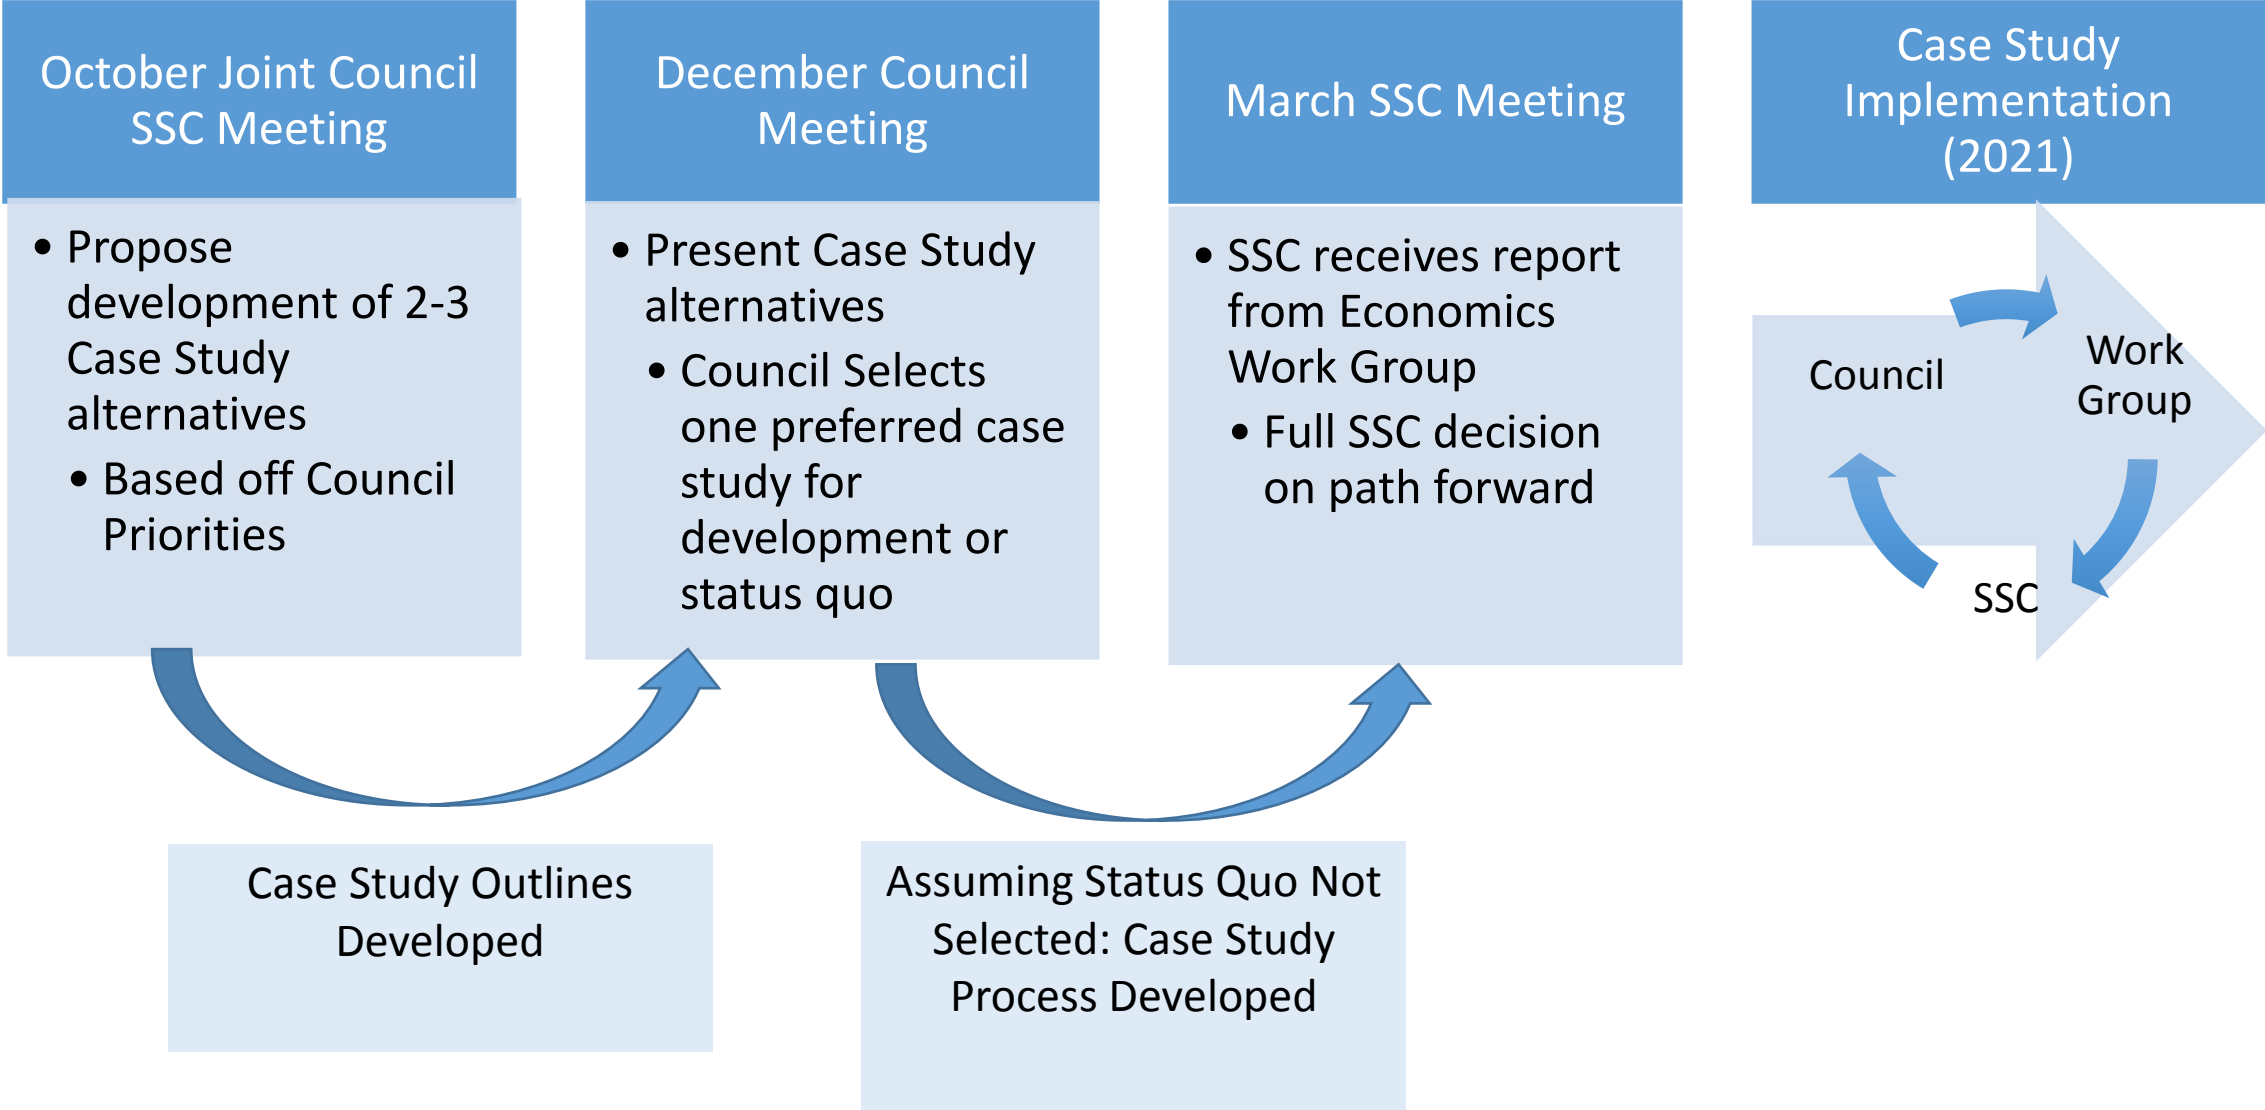 October Joint Council
SSC Meeting
• Propose
development of 2-3
Case Study
alternatives
• Based off Council
Priorities
December Council
Meeting
• Present Case Study
alternatives
• Council Selects
one preferred case
study for
development or
status quo
March SSC Meeting
• SSC receives report
from Economics
Work Group
• Full SSC decision
on path forward
Case Study
Implementation
(2021)
Council
Work
Group
SSC
Case Study Outlines
Developed
Assuming Status Quo Not
Selected: Case Study
Process Developed